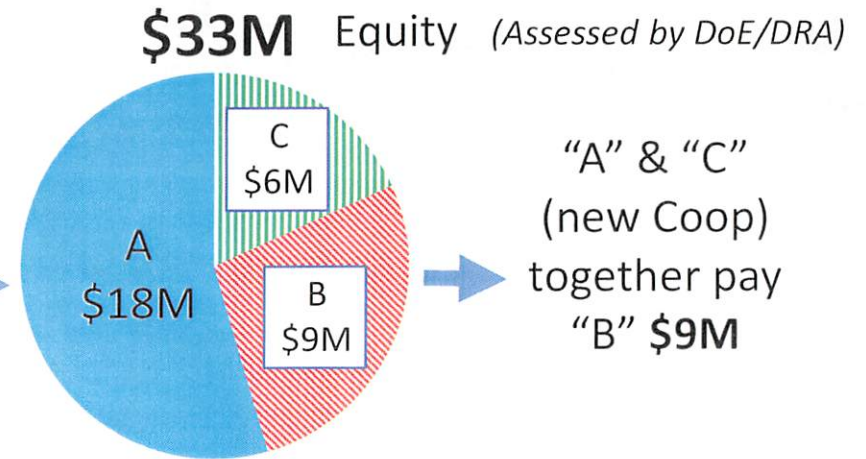 $33M Equity (Assessed by DoE/DRA)
C
$6M
A
$18M
B
$9M
“A” & “C”
(new Coop)
together pay
“B” $9M